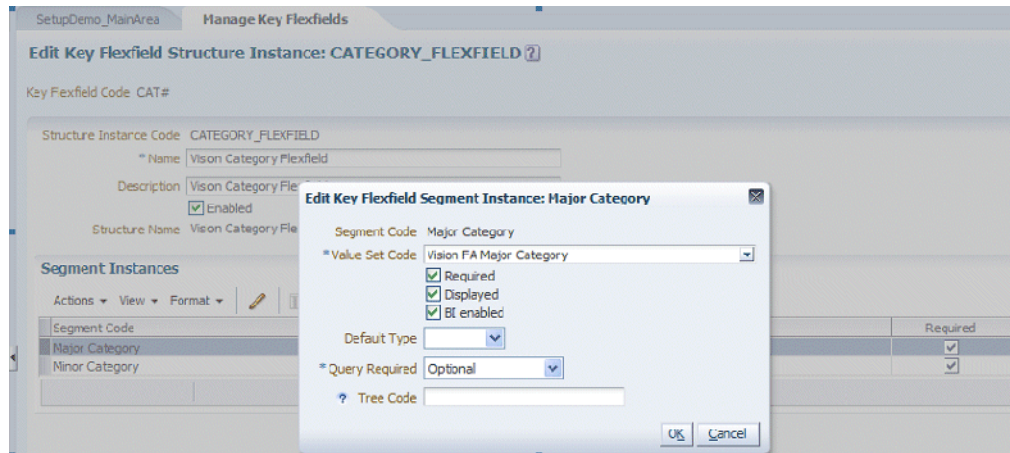 SetupDemo_MainArea Manage Key Flexfields
Edit Key Flexfield Structure Instance: CATEGORY_FLEXFIELD ?
Key Flexfield Code CAT#
Structure Instance Code CATEGORY_FLEXFIELD
* Name Vison Category Flexfield
Description Vison Category Fle
Enabled
Structure Name Vison Category Fle
Segment Instances
Actions View Format
Segment Code Required
Major Category
Minor Category
Edit Key Flexfield Segment Instance: Major Category
Segment Code Major Category
* Value Set Code Vision FA Major Category
Required
Displayed
BI enabled
Default Type
* Query Required Optional
? Tree Code
OK Cancel